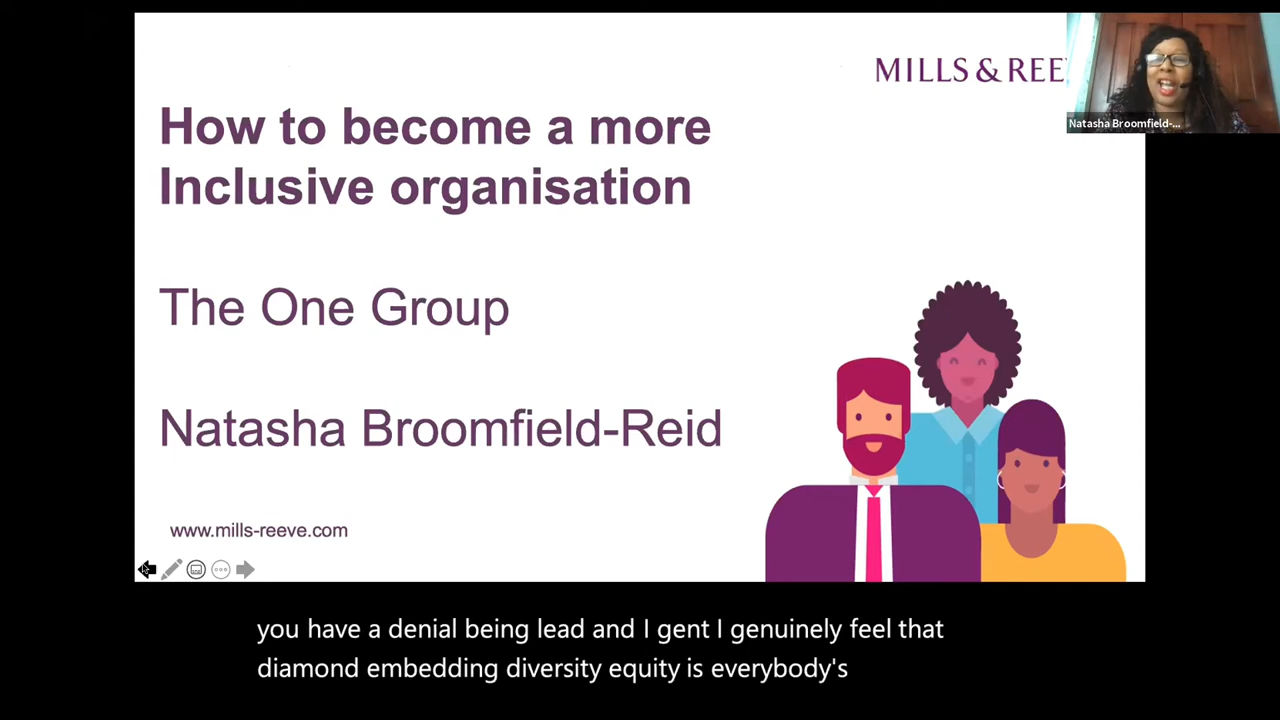 MILLS & REE
Natasha Broomfield-...
How to become a more
Inclusive organisation
The One Group
Natasha Broomfield-Reid
www.mills-reeve.com
you have a denial being lead and I gent I genuinely feel that
diamond embedding diversity equity is everybody's